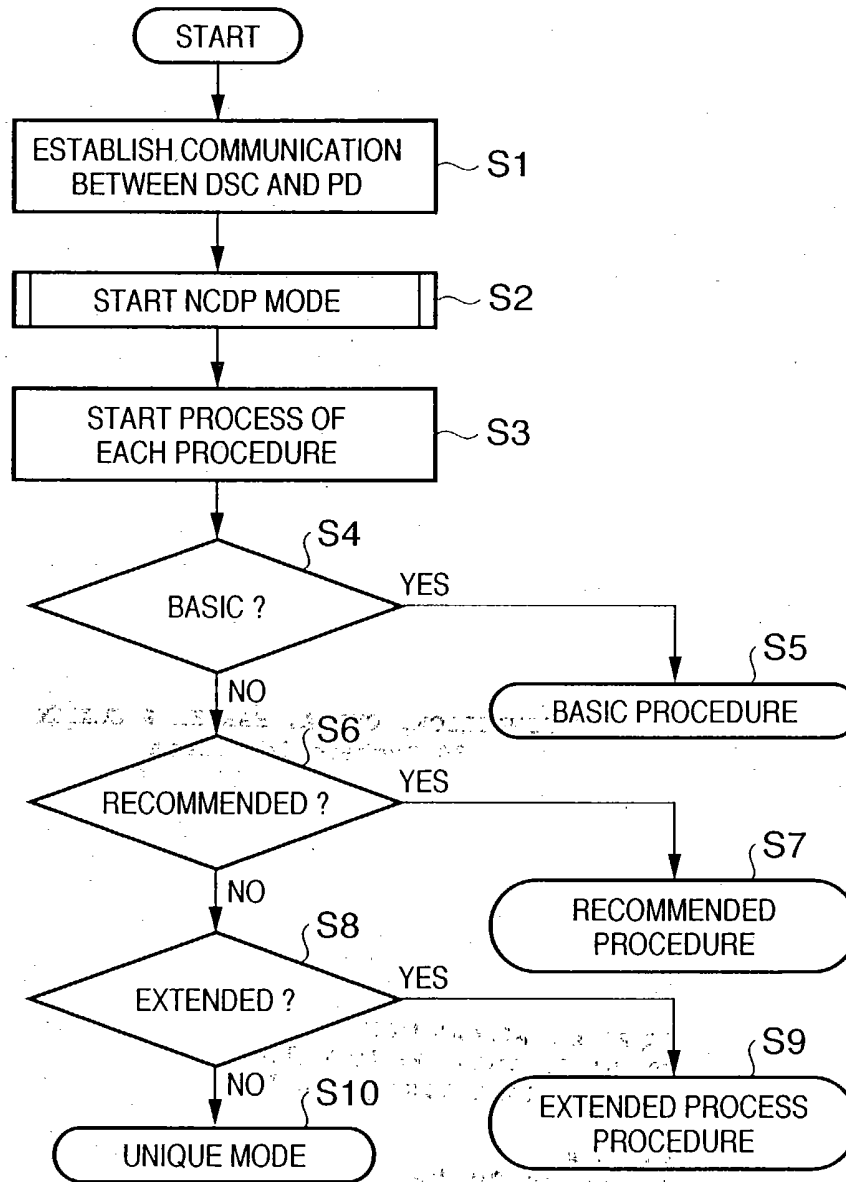 START
ESTABLISH COMMUNICATION
BETWEEN DSC AND PD
S1
START NCDP MODE
S2
START PROCESS OF
EACH PROCEDURE
S3
S4
BASIC ?
YES
NO
S5
BASIC PROCEDURE
S6
RECOMMENDED ?
YES
NO
S7
RECOMMENDED
PROCEDURE
S8
EXTENDED ?
YES
NO
S9
EXTENDED PROCESS
PROCEDURE
S10
UNIQUE MODE